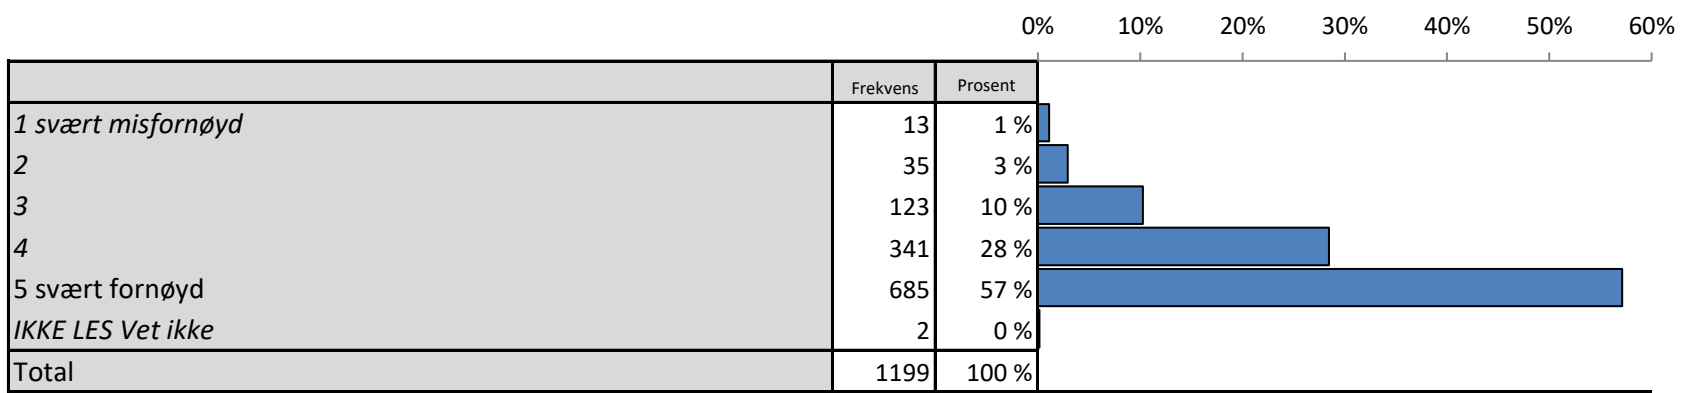 0% 10% 20% 30% 40% 50% 60%
Frekvens Prosent
1 svært misfornøyd 13 1 %
2 35 3 %
3 123 10 %
4 341 28 %
5 svært fornøyd 685 57 %
IKKE LES Vet ikke 2 0 %
Total 1199 100 %